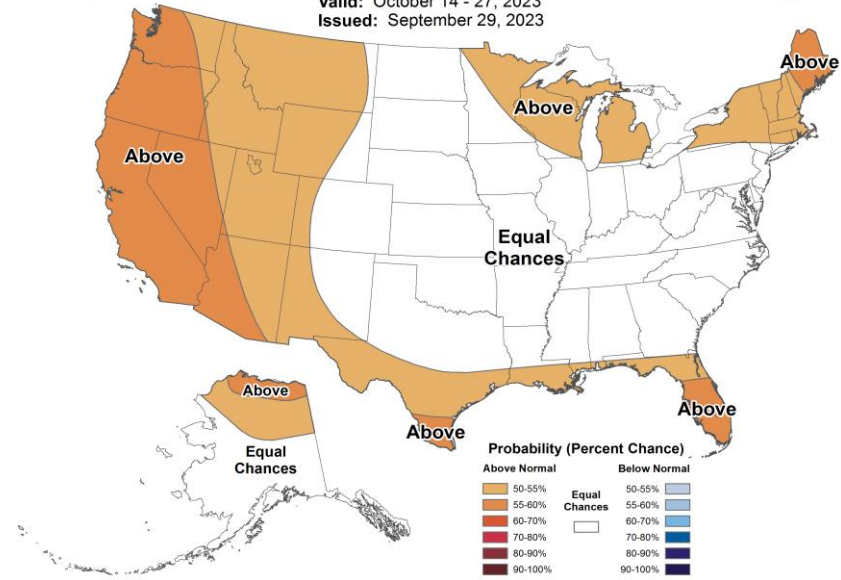 Valid: October 14 - 27, 2023
Issued: September 29, 2023
Above
Above
Above
Equal
Chances
Above
Equal
Chances
Above
Above
Probability (Percent Chance)
Above Normal
Below Normal
Equal
Chances
50-55%
55-60%
60-70%
70-80%
80-90%
90-100%
50-55%
55-60%
60-70%
70-80%
80-90%
90-100%